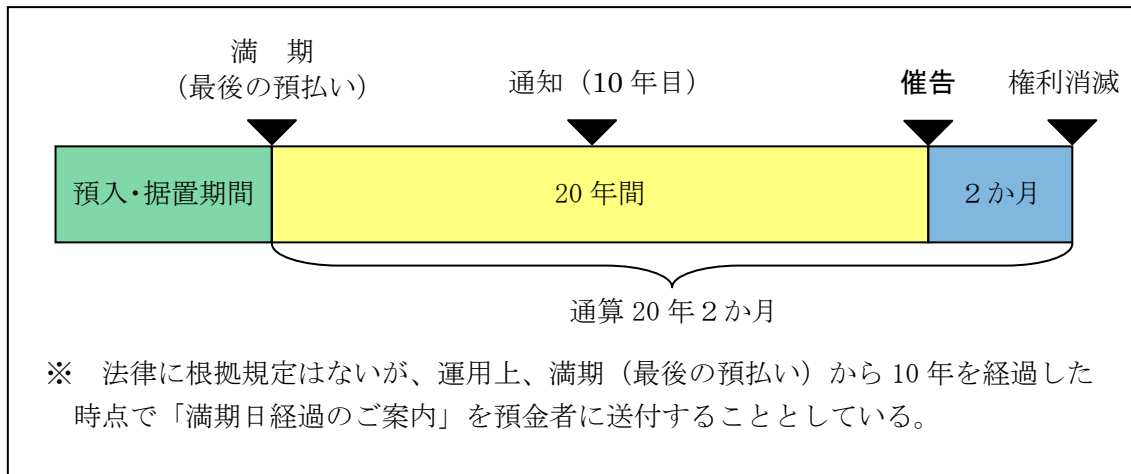 満　期
（最後の預払い）
通知（10 年目）
催告
権利消滅
預入・据置期間
20 年間
２か月
通算 20 年２か月
※　法律に根拠規定はないが、運用上、満期（最後の預払い）から 10 年を経過した
時点で「満期日経過のご案内」を預金者に送付することとしている。